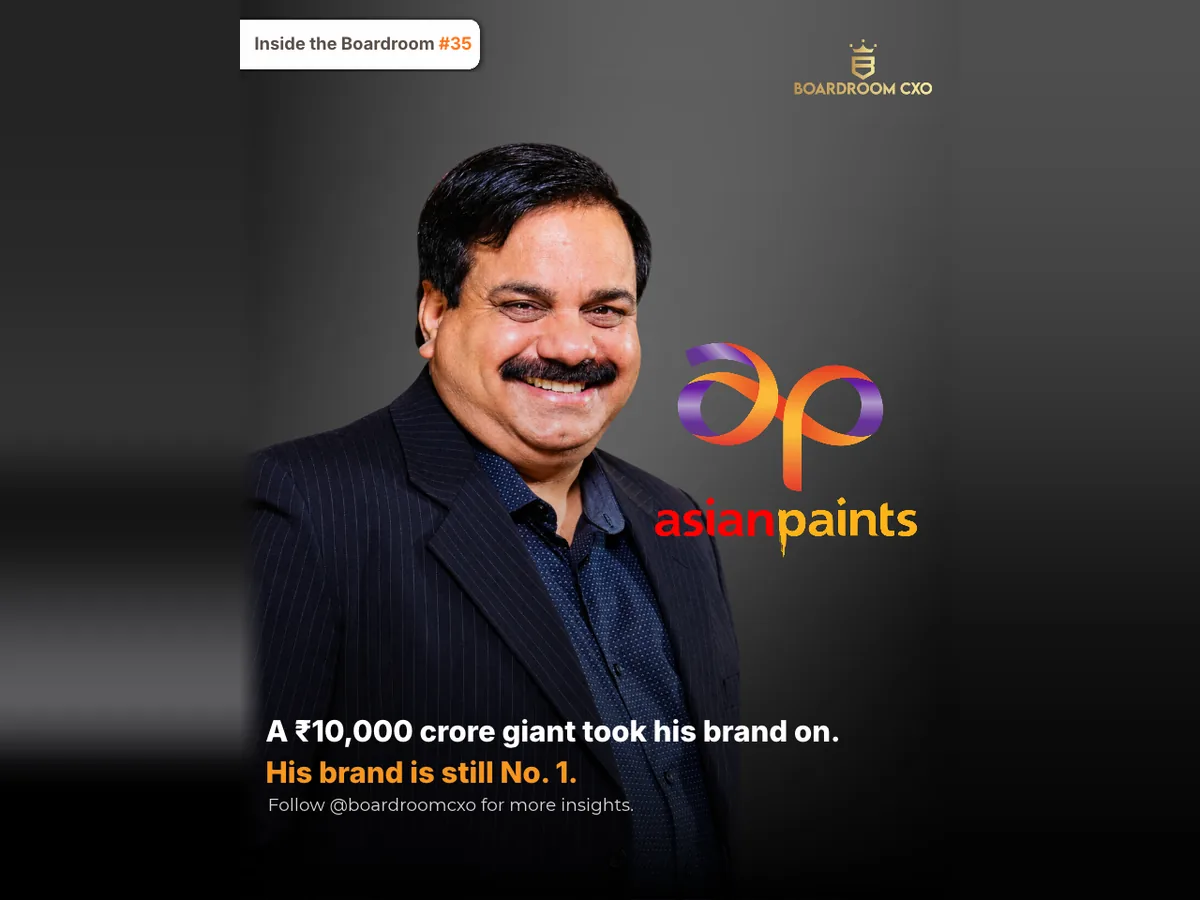 Inside the Boardroom #35
BOARDROOM CXO
asianpaints
A ₹10,000 crore giant took his brand on.
His brand is still No. 1.
Follow @boardroomcxo for more insights.